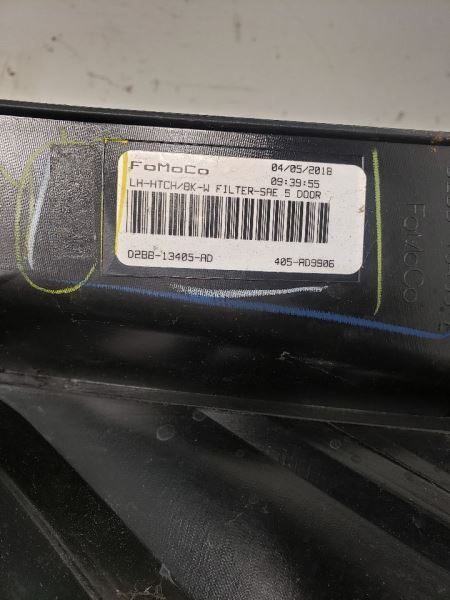 FoMoCo 04/05/2018
09:39:55
LH-HTCH/BK-W FILTER-SAE 5 DOOR
D2BB-13405-AD 405-AD9906
FoMoCo